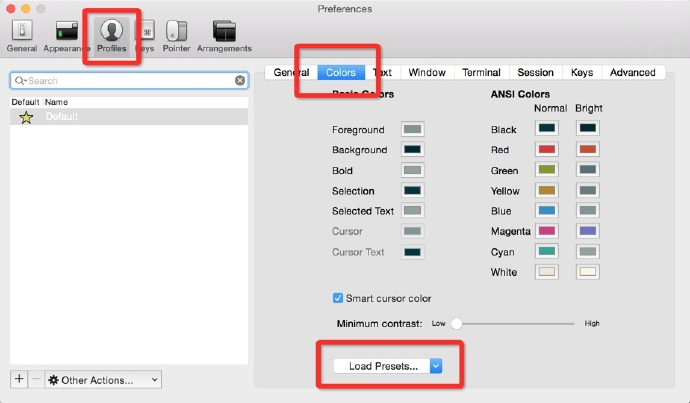 Preferences
General Appearance Profiles Keys Pointer Arrangements
Search
Default Name
Default
General Colors Text Window Terminal Session Keys Advanced
Basic Colors
Foreground
Background
Bold
Selection
Selected Text
Cursor
Cursor Text
ANSI Colors
Normal Bright
Black
Red
Green
Yellow
Blue
Magenta
Cyan
White
Smart cursor color
Minimum contrast: Low High
Load Presets...
+ − Other Actions...